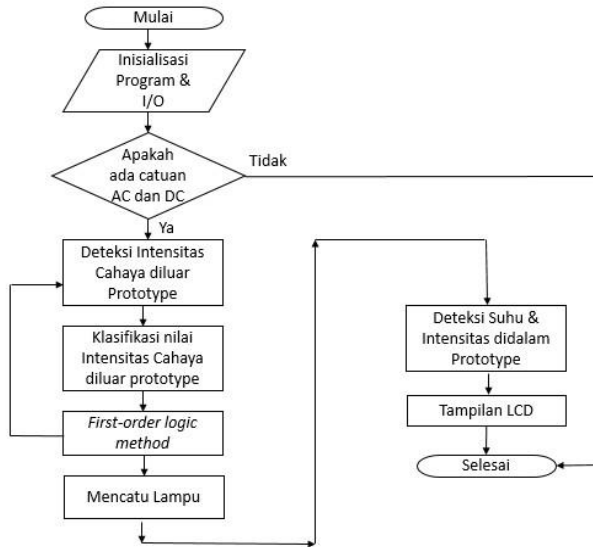 Mulai
Inisialisasi
Program &
I/O
Apakah
ada catuan
AC dan DC
Tidak
Ya
Deteksi Intensitas
Cahaya diluar
Prototype
Klasifikasi nilai
Intensitas Cahaya
diluar prototype
First-order logic
method
Mencatu Lampu
Deteksi Suhu &
Intensitas didalam
Prototype
Tampilan LCD
Selesai